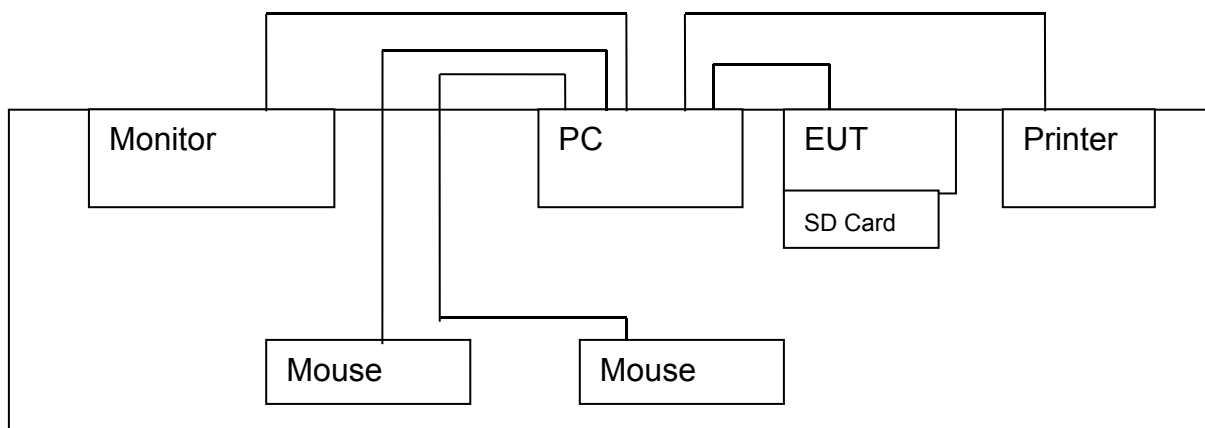 Monitor
PC
EUT
Printer
SD Card
Mouse
Mouse